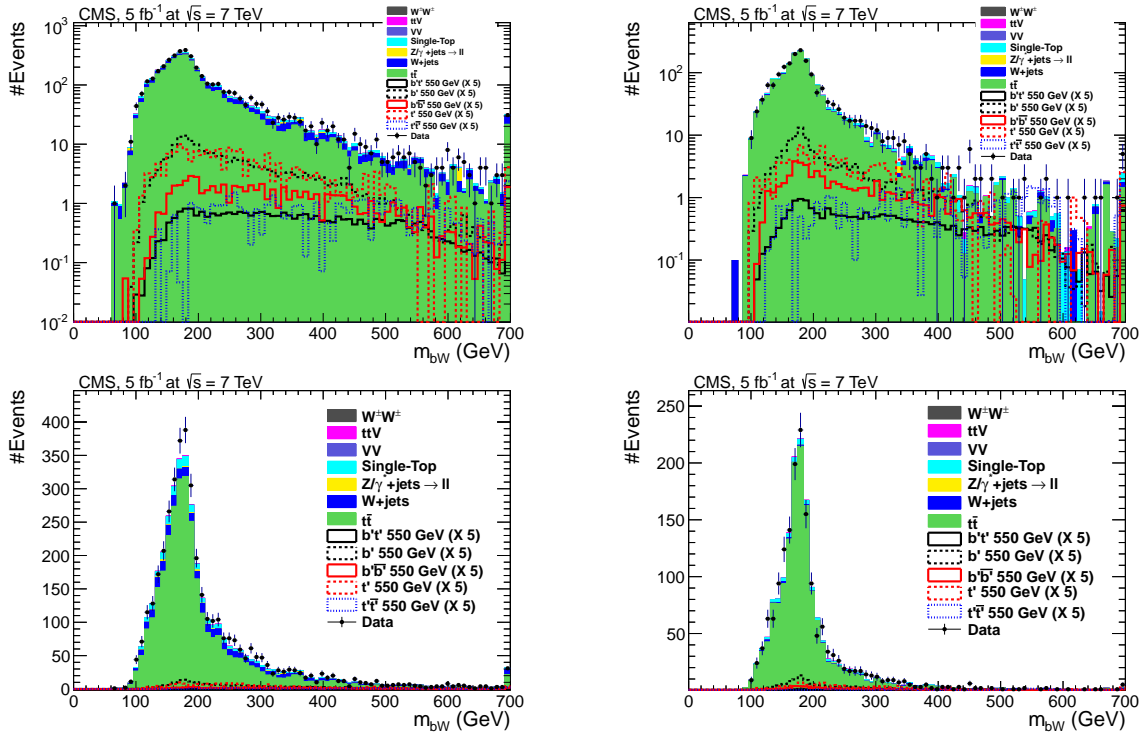 CMS, 5 fb⁻¹ at √s = 7 TeV
#Events
10³
10²
10
1
10⁻¹
10⁻²
W±W±
ttV
VV
Single-Top
Z/γ*+jets → ll
W+jets
tt̄
b't' 550 GeV (X 5)
b' 550 GeV (X 5)
b'b̄' 550 GeV (X 5)
t' 550 GeV (X 5)
t't̄' 550 GeV (X 5)
Data
0 100 200 300 400 500 600 700
m_bW (GeV)
CMS, 5 fb⁻¹ at √s = 7 TeV
#Events
10³
10²
10
1
10⁻¹
W±W±
ttV
VV
Single-Top
Z/γ*+jets → ll
W+jets
tt̄
b't' 550 GeV (X 5)
b' 550 GeV (X 5)
b'b̄' 550 GeV (X 5)
t' 550 GeV (X 5)
t't̄' 550 GeV (X 5)
Data
0 100 200 300 400 500 600 700
m_bW (GeV)
CMS, 5 fb⁻¹ at √s = 7 TeV
#Events
400
350
300
250
200
150
100
50
0
W±W±
ttV
VV
Single-Top
Z/γ*+jets → ll
W+jets
tt̄
b't' 550 GeV (X 5)
b' 550 GeV (X 5)
b'b̄' 550 GeV (X 5)
t' 550 GeV (X 5)
t't̄' 550 GeV (X 5)
Data
0 100 200 300 400 500 600 700
m_bW (GeV)
CMS, 5 fb⁻¹ at √s = 7 TeV
#Events
250
200
150
100
50
W±W±
ttV
VV
Single-Top
Z/γ*+jets → ll
W+jets
tt̄
b't' 550 GeV (X 5)
b' 550 GeV (X 5)
b'b̄' 550 GeV (X 5)
t' 550 GeV (X 5)
t't̄' 550 GeV (X 5)
Data
0 100 200 300 400 500 600 700
m_bW (GeV)